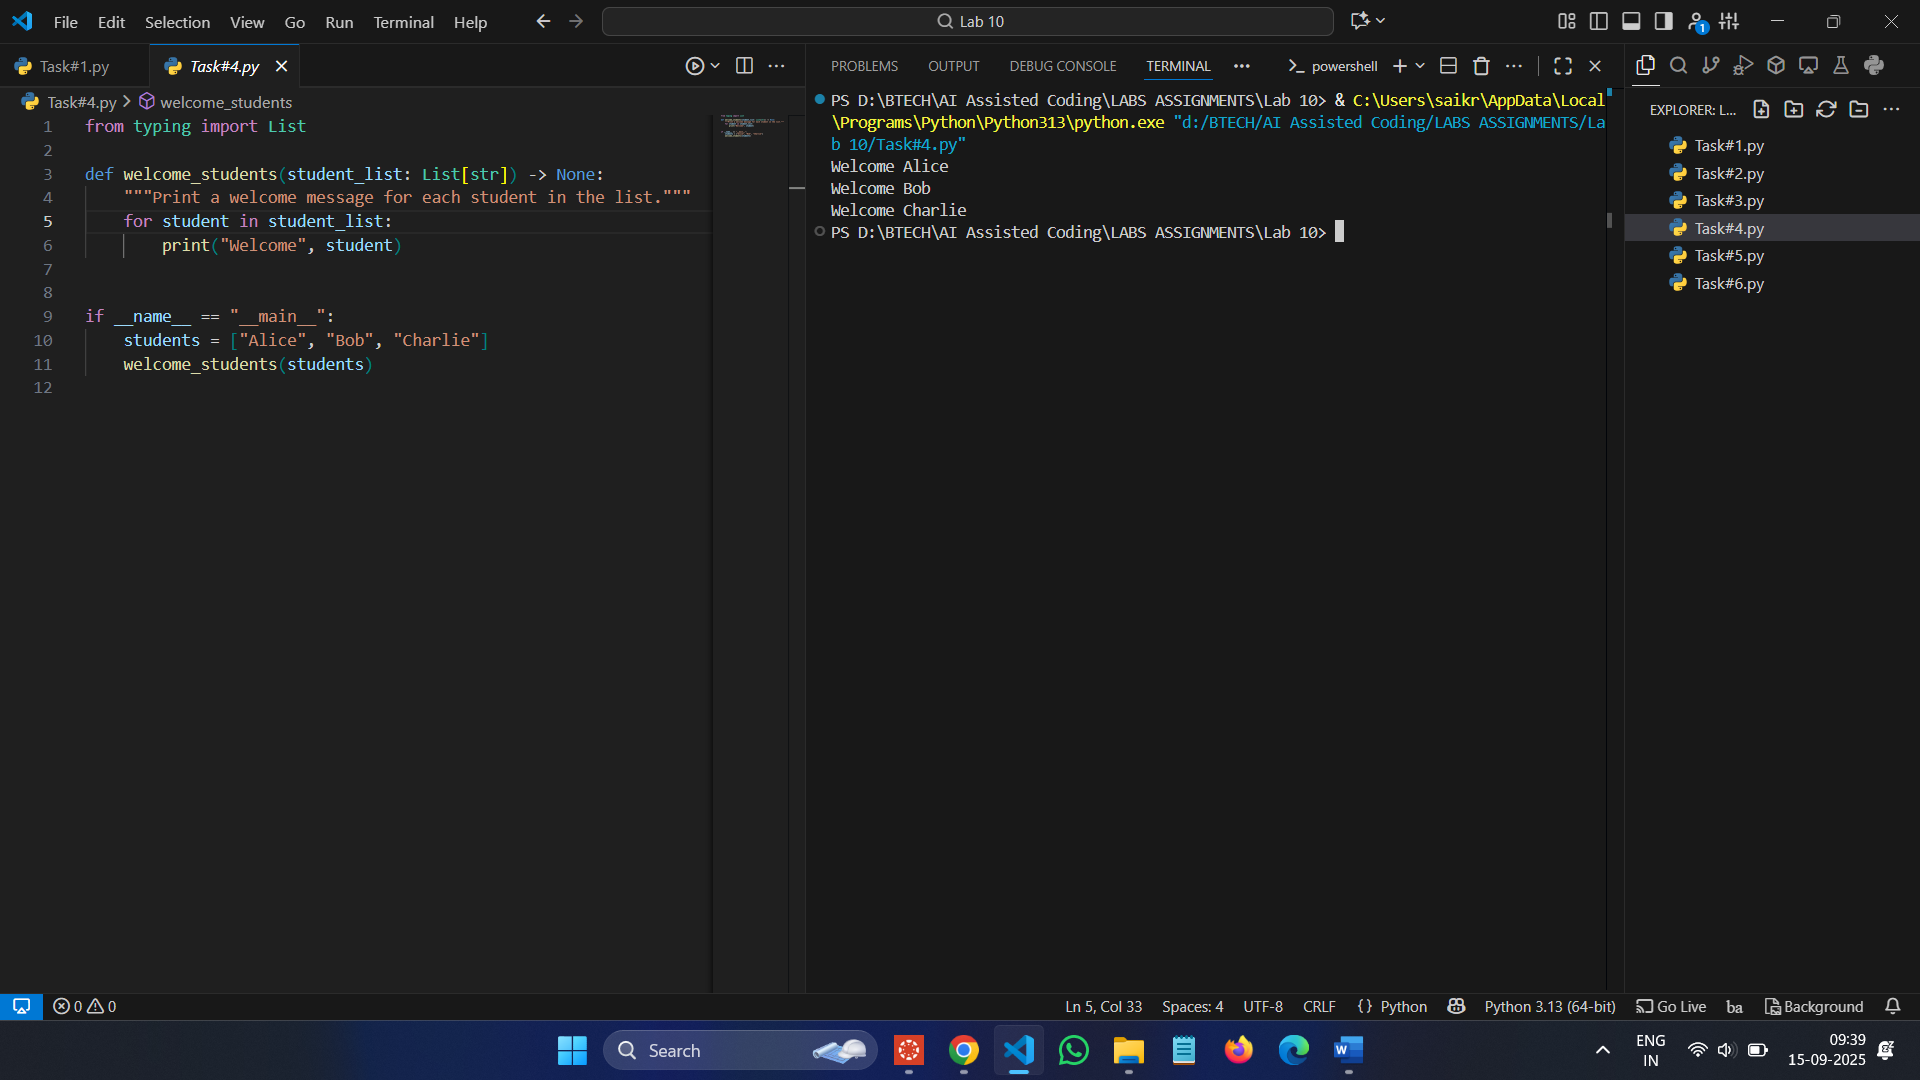 File Edit Selection View Go Run Terminal Help
Lab 10
1
Task#1.py
Task#4.py
PROBLEMS OUTPUT DEBUG CONSOLE TERMINAL
powershell
Task#4.py > welcome_students
1 from typing import List
2
3 def welcome_students(student_list: List[str]) -> None:
4 """Print a welcome message for each student in the list."""
5 for student in student_list:
6 print("Welcome", student)
7
8
9 if __name__ == "__main__":
10 students = ["Alice", "Bob", "Charlie"]
11 welcome_students(students)
12
PS D:\BTECH\AI Assisted Coding\LABS ASSIGNMENTS\Lab 10> & C:\Users\saikr\AppData\Local
\Programs\Python\Python313\python.exe "d:/BTECH/AI Assisted Coding/LABS ASSIGNMENTS/La
b 10/Task#4.py"
Welcome Alice
Welcome Bob
Welcome Charlie
PS D:\BTECH\AI Assisted Coding\LABS ASSIGNMENTS\Lab 10>
EXPLORER: L...
Task#1.py
Task#2.py
Task#3.py
Task#4.py
Task#5.py
Task#6.py
0 0
Ln 5, Col 33 Spaces: 4 UTF-8 CRLF {} Python Python 3.13 (64-bit) Go Live ba Background
Search
ENG
IN
09:39
15-09-2025